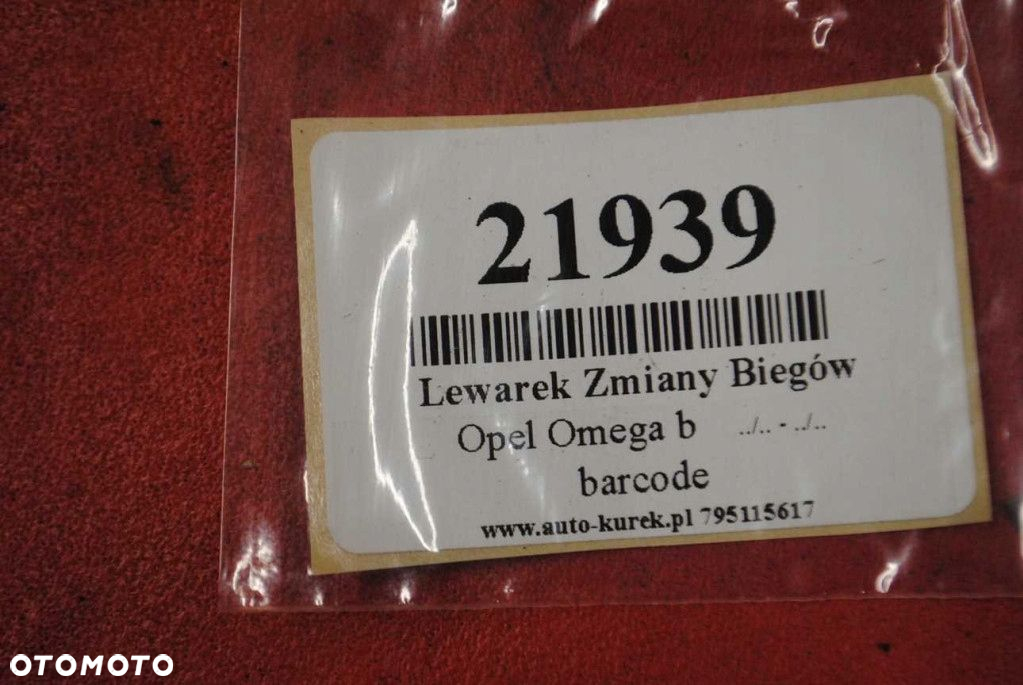 21939
Lewarek Zmiany Biegów
Opel Omega b ../.. - ../..
barcode
www.auto-kurek.pl 795115617
OTOMOTO